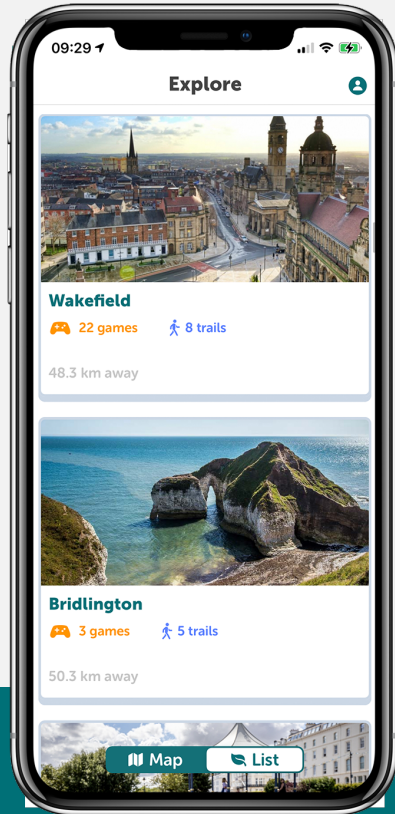 09:29
Explore
Wakefield
22 games 8 trails
48.3 km away
Bridlington
3 games 5 trails
50.3 km away
Map List